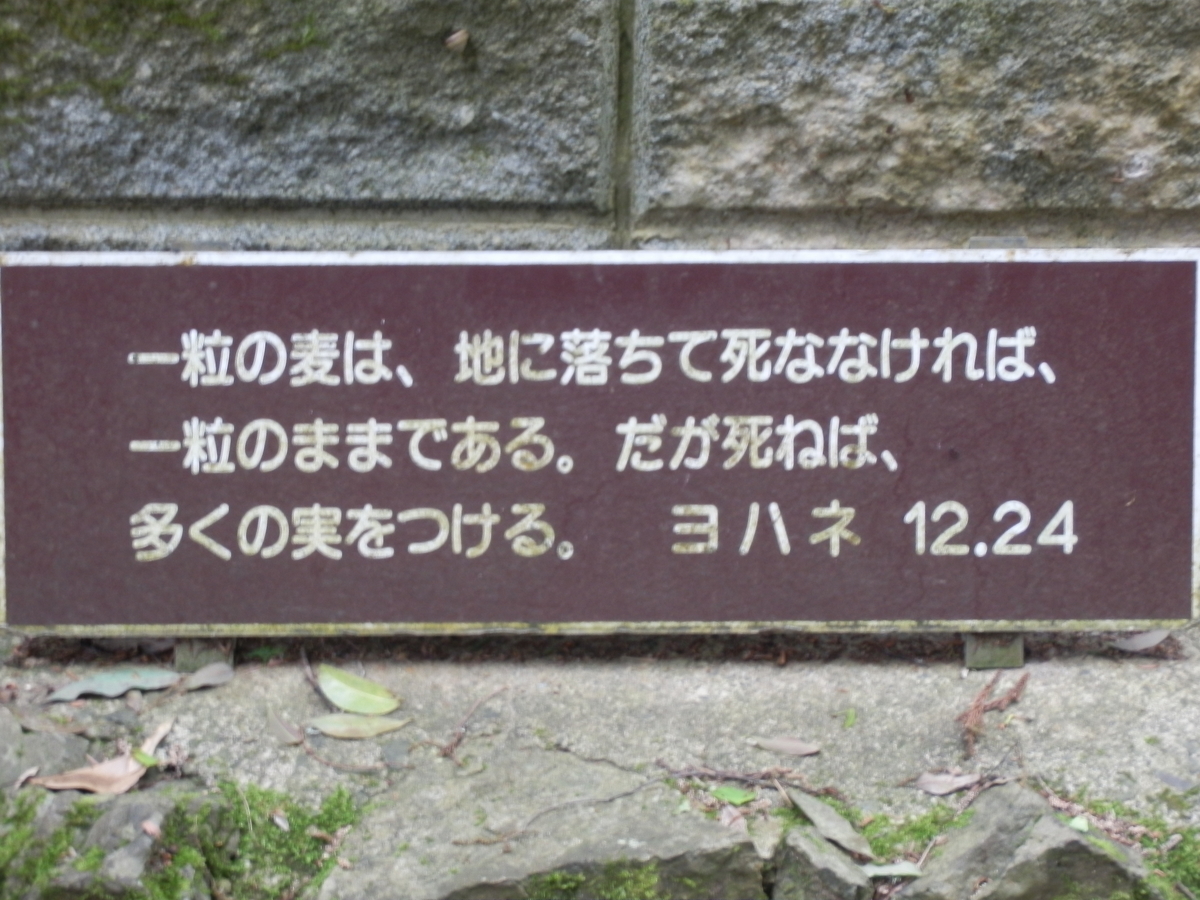 一粒の麦は、地に落ちて死ななければ、
一粒のままである。だが死ねば、
多くの実をつける。 ヨハネ 12.24